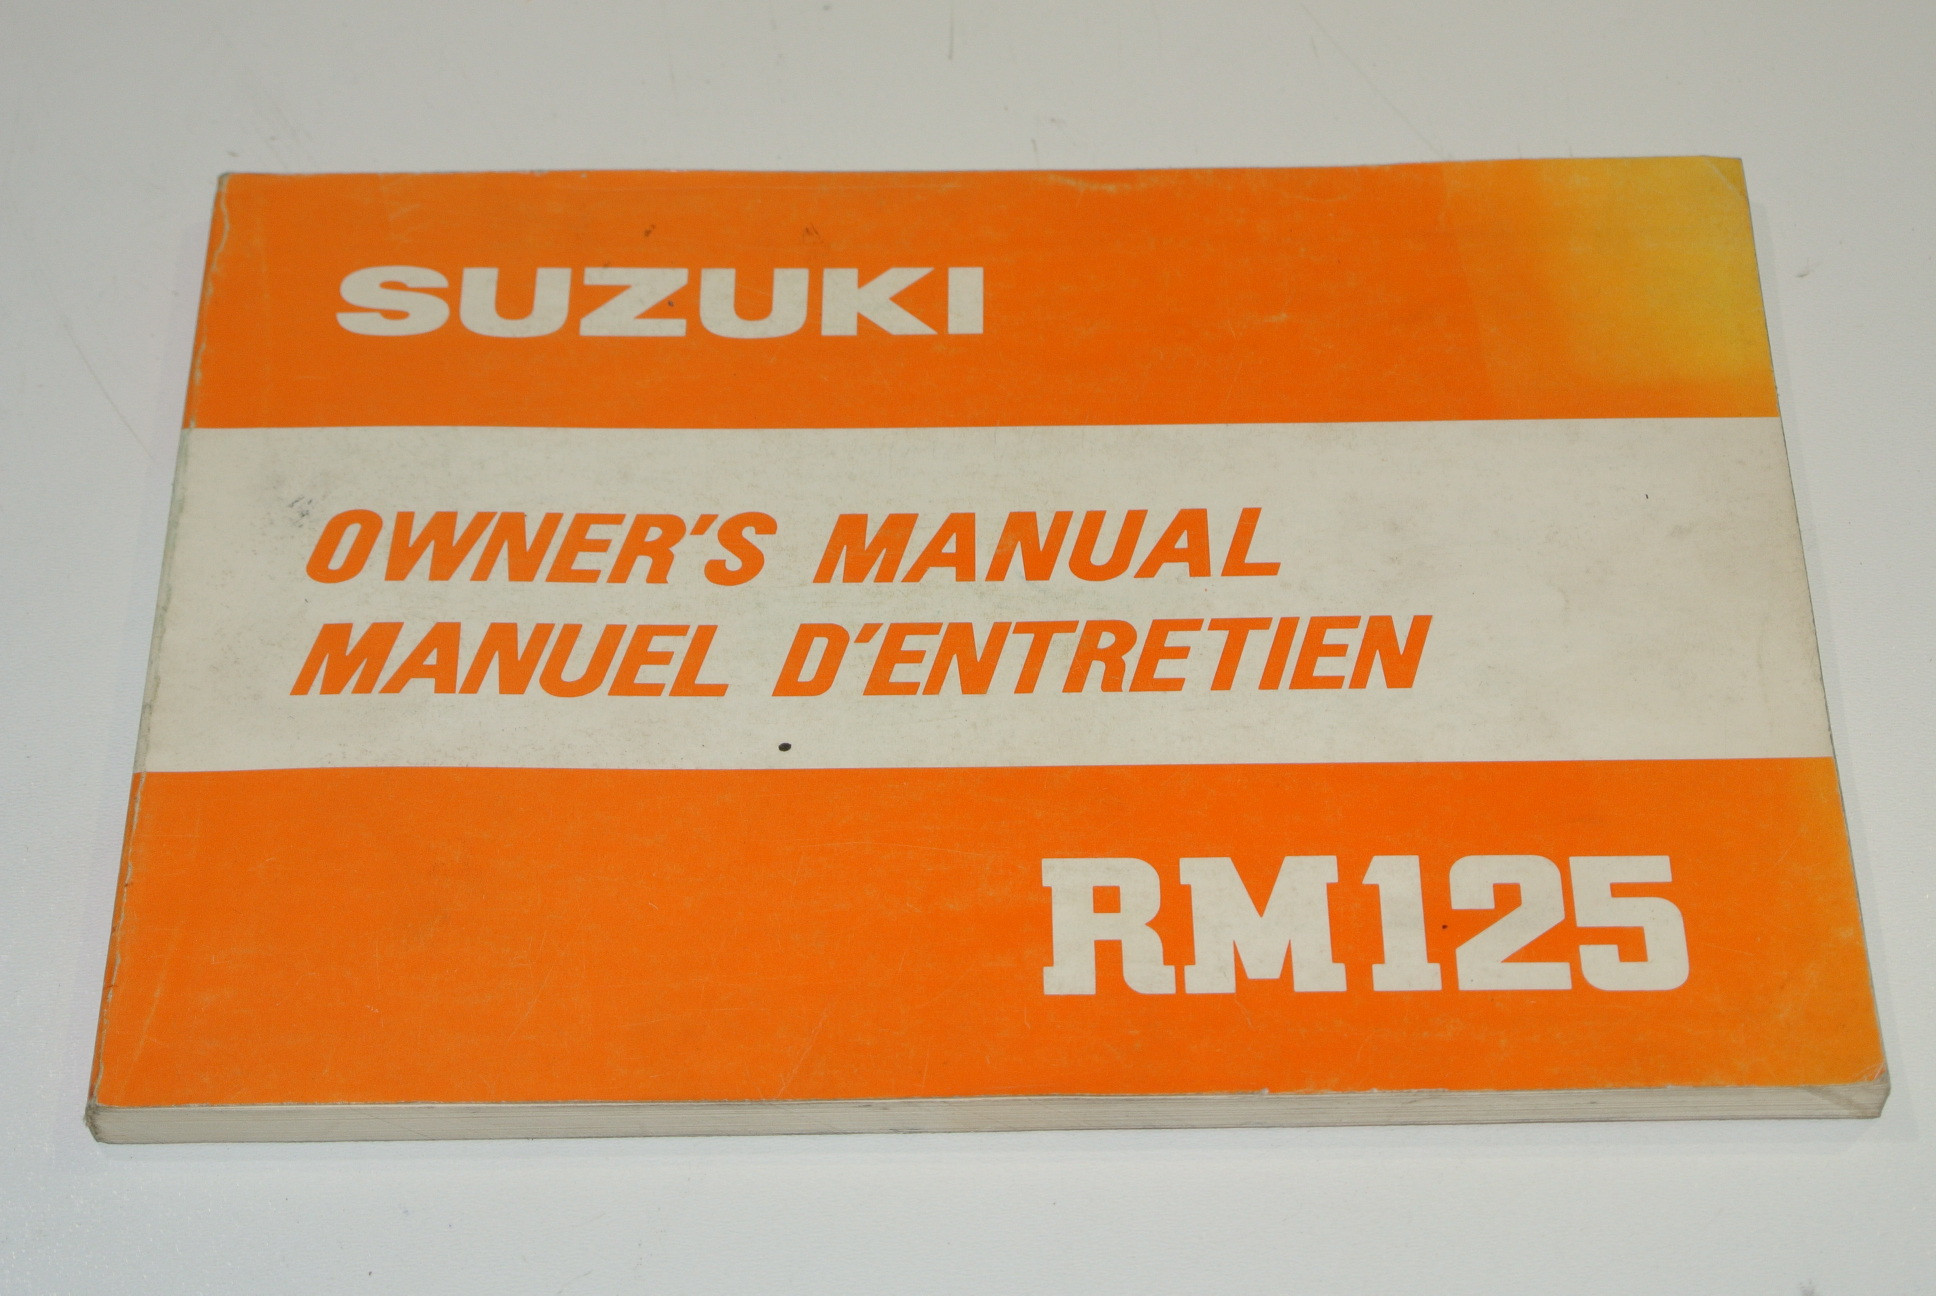 SUZUKI
OWNER'S MANUAL
MANUEL D'ENTRETIEN
RM125